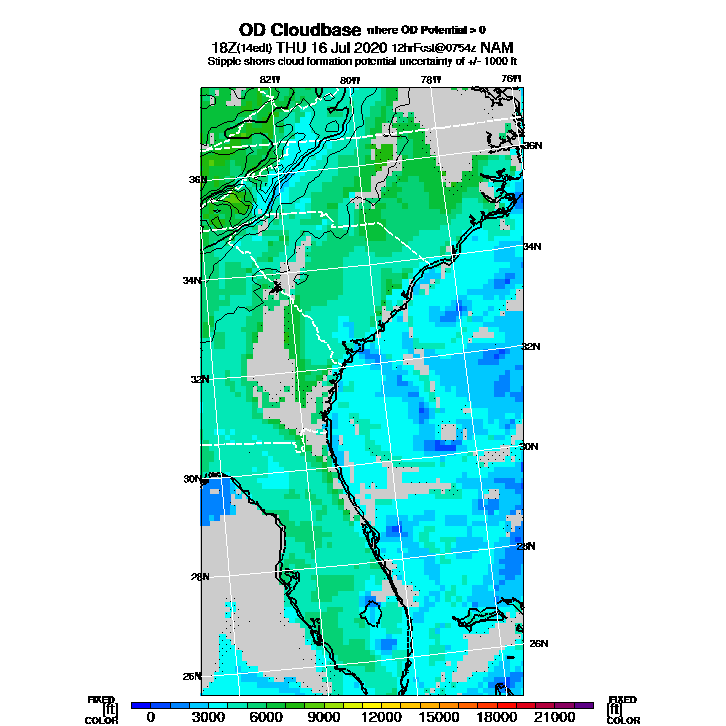 OD Cloudbase where OD Potential > 0
18Z(14edt) THU 16 Jul 2020 12hrFcst@0754z NAM
Stipple shows cloud formation potential uncertainty of +/- 1000 ft
82W 80W 78W 76W
36N
36N
34N
34N
32N
32N
30N
30N
28N
28N
26N
26N
FIXED FIXED
[ft] [ft]
COLOR 0 3000 6000 9000 12000 15000 18000 21000 COLOR